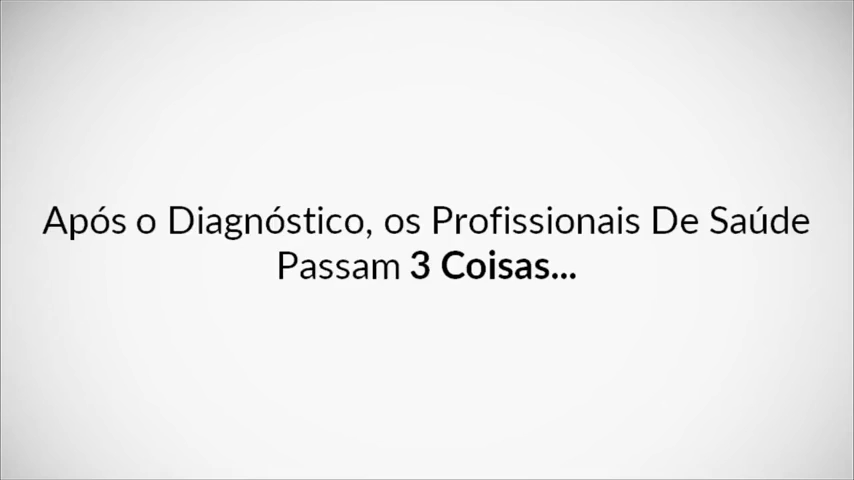 Após o Diagnóstico, os Profissionais De Saúde
Passam 3 Coisas...